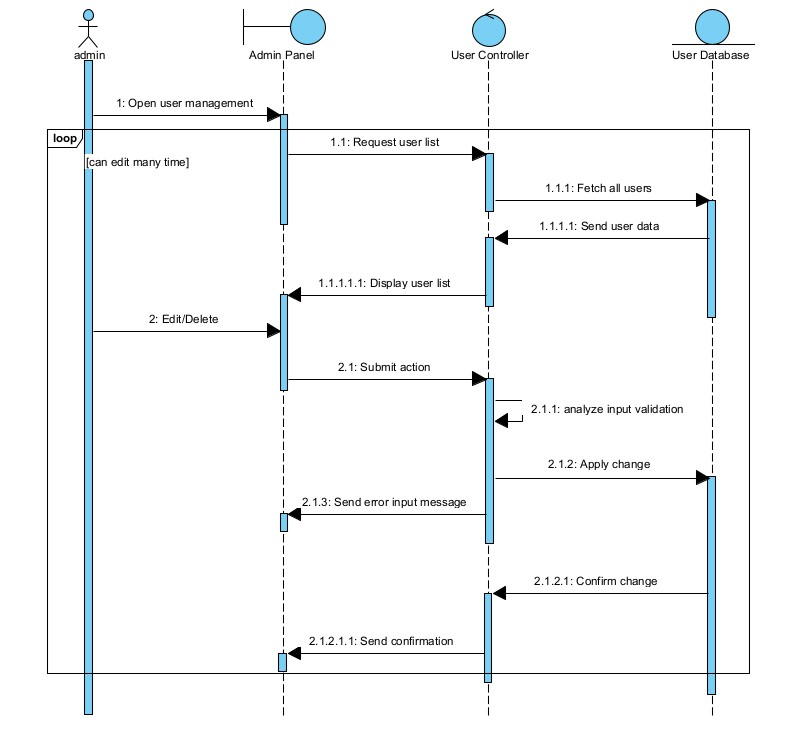 admin
Admin Panel
User Controller
User Database
1: Open user management
loop
[can edit many time]
1.1: Request user list
1.1.1: Fetch all users
1.1.1.1: Send user data
1.1.1.1.1: Display user list
2: Edit/Delete
2.1: Submit action
2.1.1: analyze input validation
2.1.2: Apply change
2.1.3: Send error input message
2.1.2.1: Confirm change
2.1.2.1.1: Send confirmation